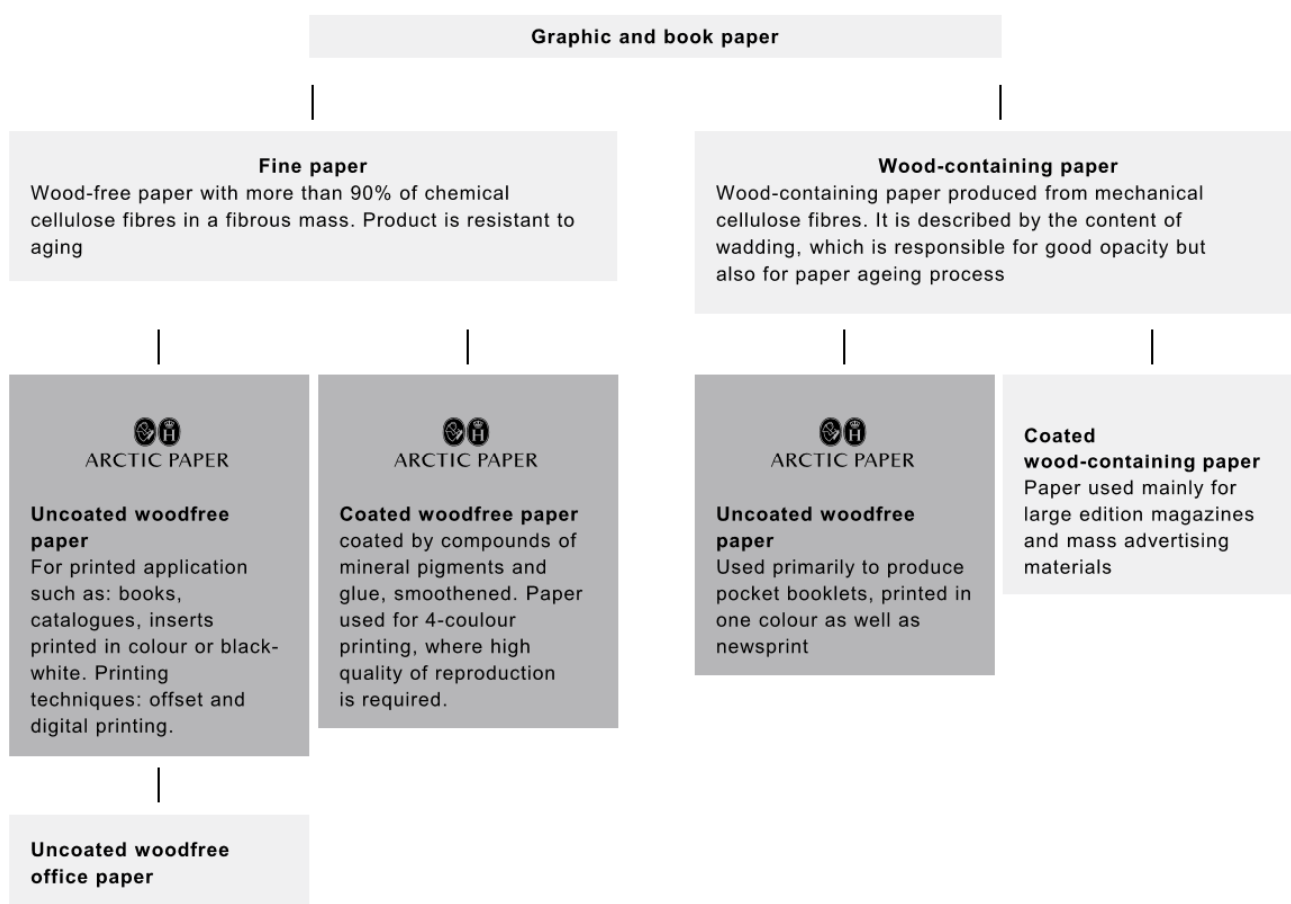 Graphic and book paper
Fine paper
Wood-free paper with more than 90% of chemical
cellulose fibres in a fibrous mass. Product is resistant to
aging
Wood-containing paper
Wood-containing paper produced from mechanical
cellulose fibres. It is described by the content of
wadding, which is responsible for good opacity but
also for paper ageing process
H
ARCTIC PAPER
Uncoated woodfree
paper
For printed application
such as: books,
catalogues, inserts
printed in colour or black-
white. Printing
techniques: offset and
digital printing.
H
ARCTIC PAPER
Coated woodfree paper
coated by compounds of
mineral pigments and
glue, smoothened. Paper
used for 4-coulour
printing, where high
quality of reproduction
is required.
H
ARCTIC PAPER
Uncoated woodfree
paper
Used primarily to produce
pocket booklets, printed in
one colour as well as
newsprint
Coated
wood-containing paper
Paper used mainly for
large edition magazines
and mass advertising
materials
Uncoated woodfree
office paper